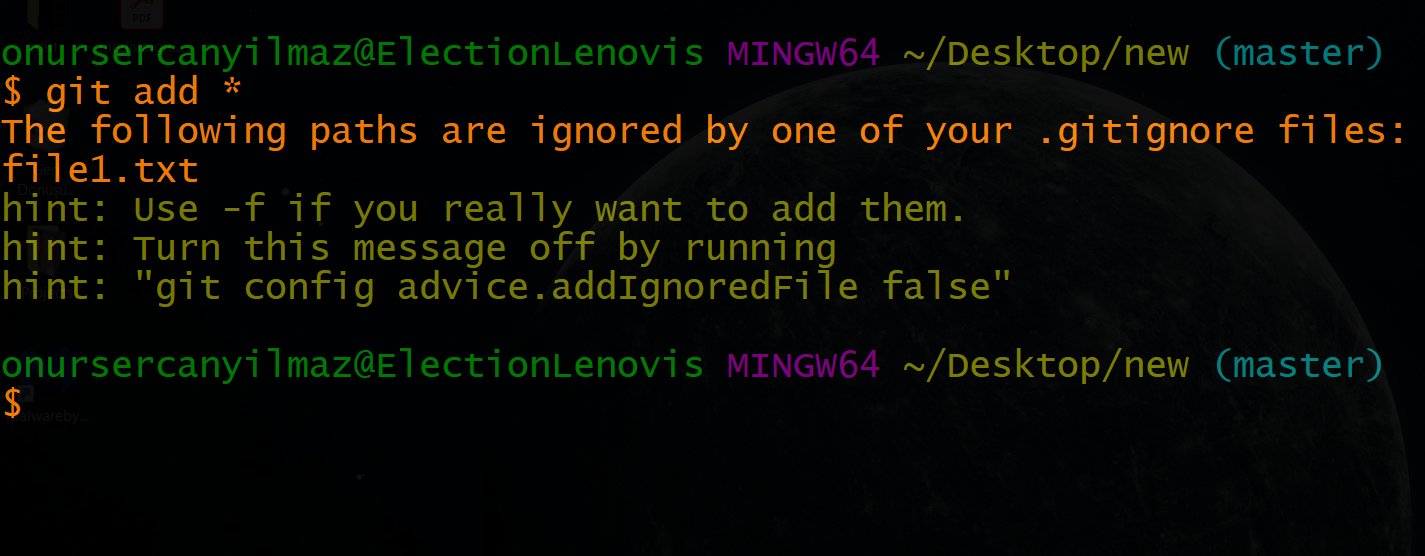 PDF
onursercanyilmaz@ElectionLenovis MINGW64 ~/Desktop/new (master)
$ git add *
The following paths are ignored by one of your .gitignore files:
file1.txt
hint: Use -f if you really want to add them.
hint: Turn this message off by running
hint: "git config advice.addIgnoredFile false"
onursercanyilmaz@ElectionLenovis MINGW64 ~/Desktop/new (master)
$